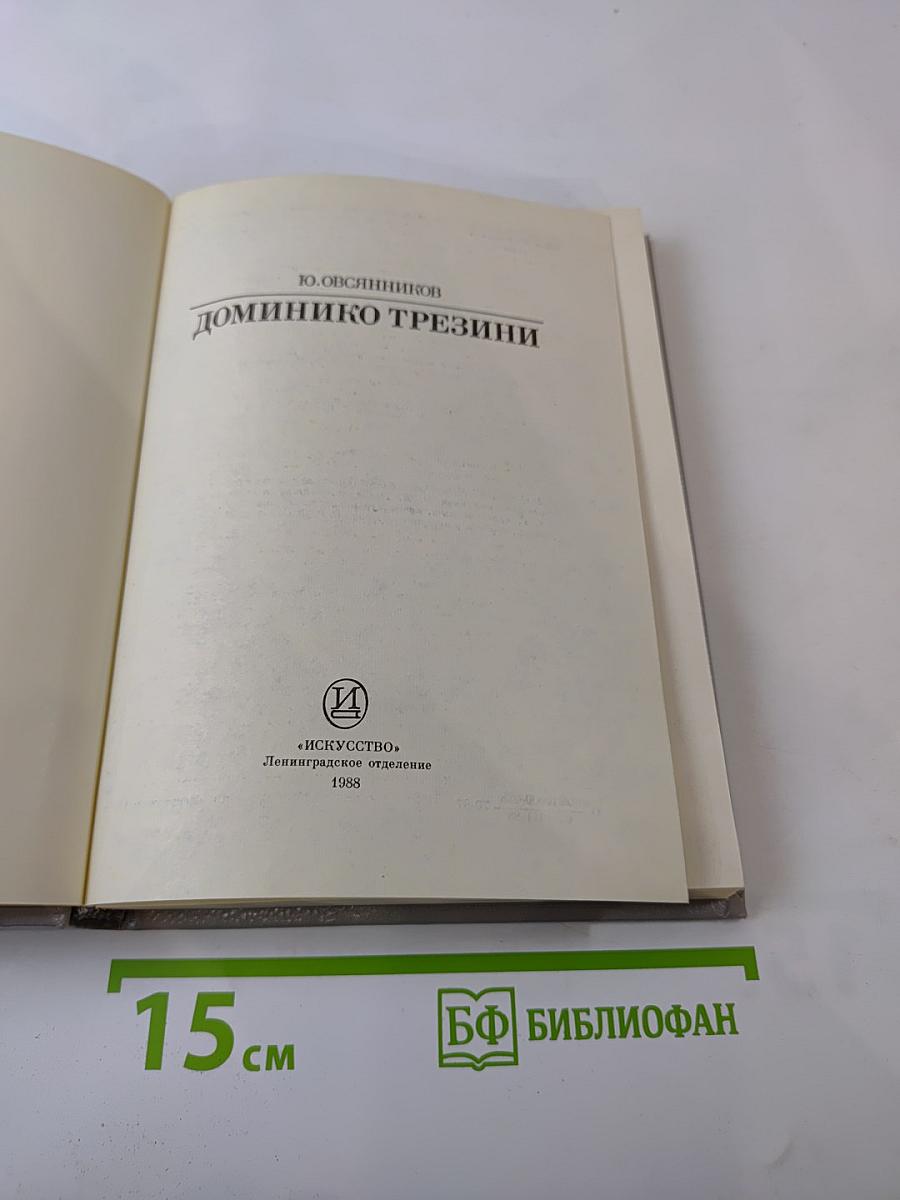 Ю. ОВСЯННИКОВ
ДОМИНИКО ТРЕЗИНИ
И
«ИСКУССТВО»
Ленинградское отделение
1988
15 см
БФ БИБЛИОФАН